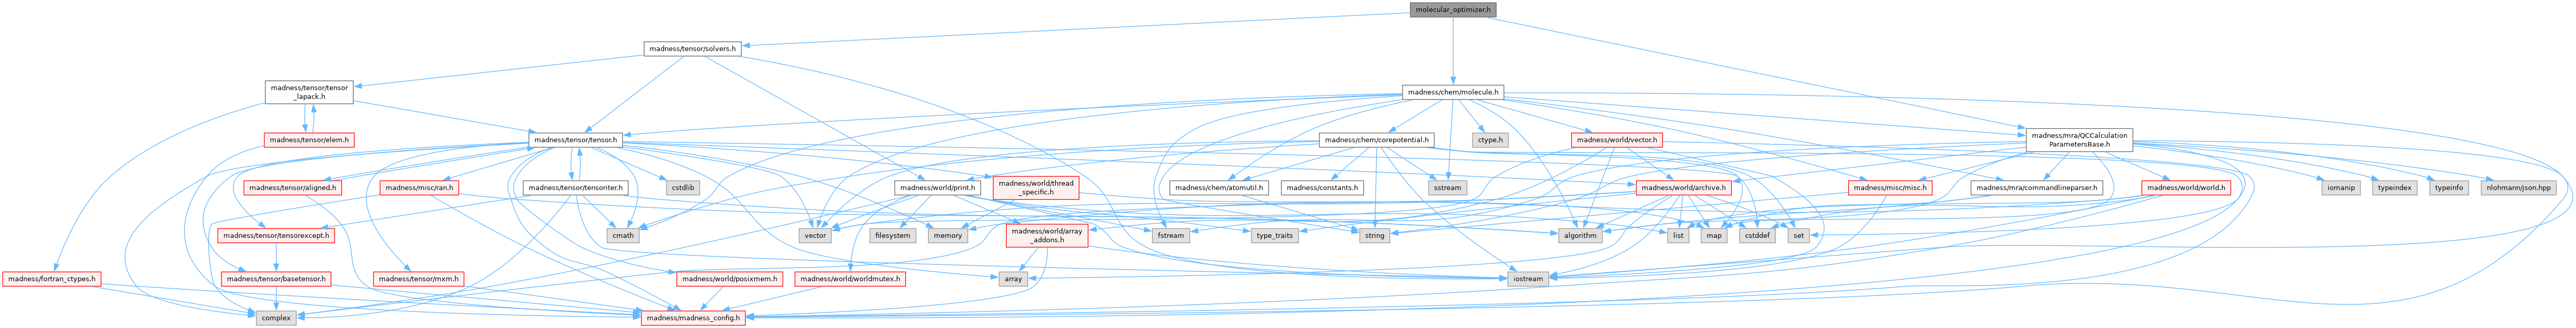 molecular_optimizer.h
madness/tensor/solvers.h
madness/tensor/tensor
_lapack.h
madness/chem/molecule.h
madness/tensor/elem.h
madness/tensor/tensor.h
madness/chem/corepotential.h
ctype.h
madness/world/vector.h
madness/mra/QCCalculation
ParametersBase.h
madness/tensor/aligned.h
madness/misc/ran.h
madness/tensor/tensoriter.h
cstdlib
madness/world/print.h
madness/world/thread
_specific.h
madness/chem/atomutil.h
madness/constants.h
sstream
madness/world/archive.h
madness/misc/misc.h
madness/mra/commandlineparser.h
madness/world/world.h
iomanip
typeindex
typeinfo
nlohmann/json.hpp
madness/tensor/tensorexcept.h
cmath
vector
filesystem
memory
madness/world/array
_addons.h
fstream
type_traits
string
algorithm
list
map
cstddef
set
madness/fortran_ctypes.h
madness/tensor/basetensor.h
madness/tensor/mxm.h
madness/world/posixmem.h
madness/world/worldmutex.h
array
iostream
complex
madness/madness_config.h